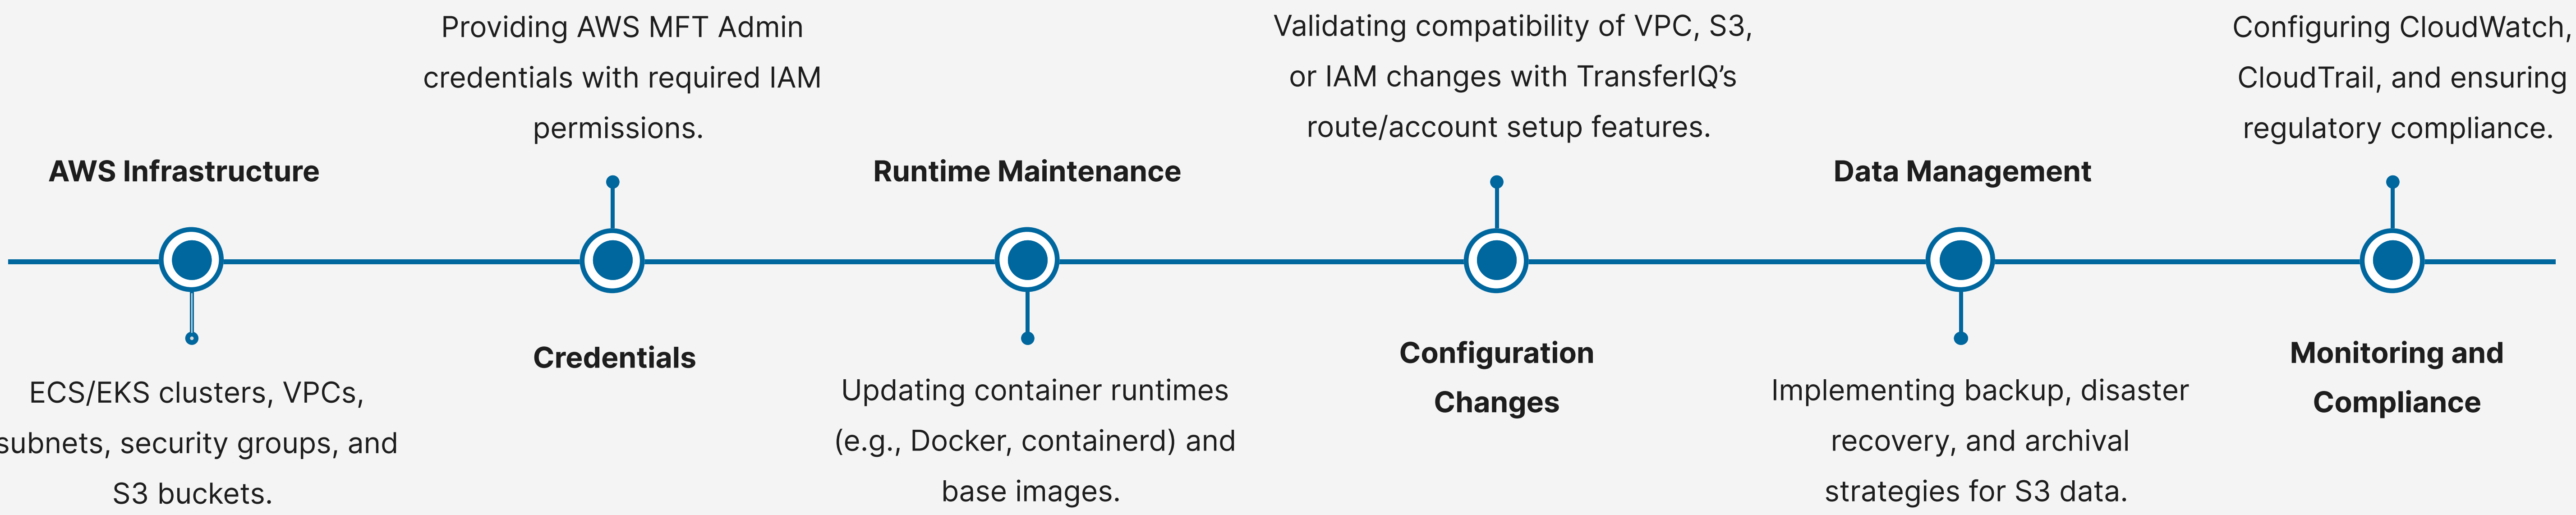 AWS Infrastructure
ECS/EKS clusters, VPCs,
subnets, security groups, and
S3 buckets.
Providing AWS MFT Admin
credentials with required IAM
permissions.
Credentials
Runtime Maintenance
Updating container runtimes
(e.g., Docker, containerd) and
base images.
Validating compatibility of VPC, S3,
or IAM changes with TransferIQ’s
route/account setup features.
Configuration
Changes
Data Management
Implementing backup, disaster
recovery, and archival
strategies for S3 data.
Configuring CloudWatch,
CloudTrail, and ensuring
regulatory compliance.
Monitoring and
Compliance